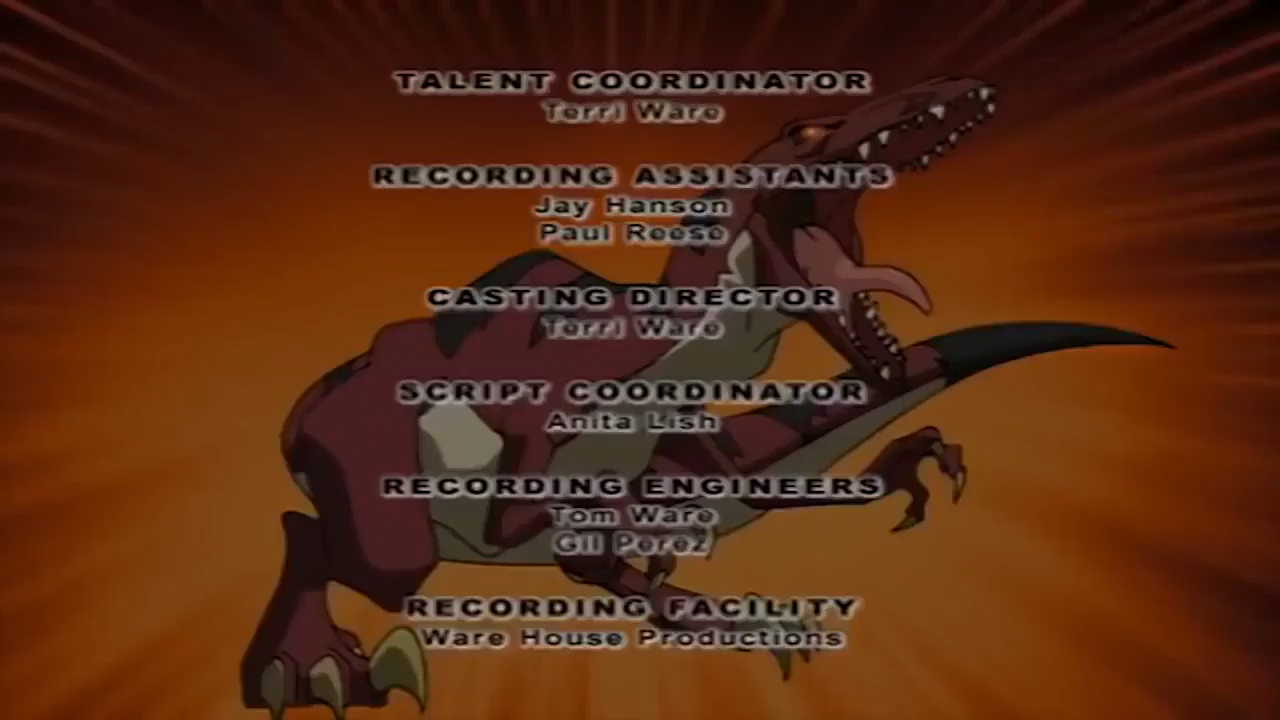 TALENT COORDINATOR
Terri Ware
RECORDING ASSISTANTS
Jay Hanson
Paul Reese
CASTING DIRECTOR
Terri Ware
SCRIPT COORDINATOR
Anita Lish
RECORDING ENGINEERS
Tom Ware
Gil Perez
RECORDING FACILITY
Ware House Productions